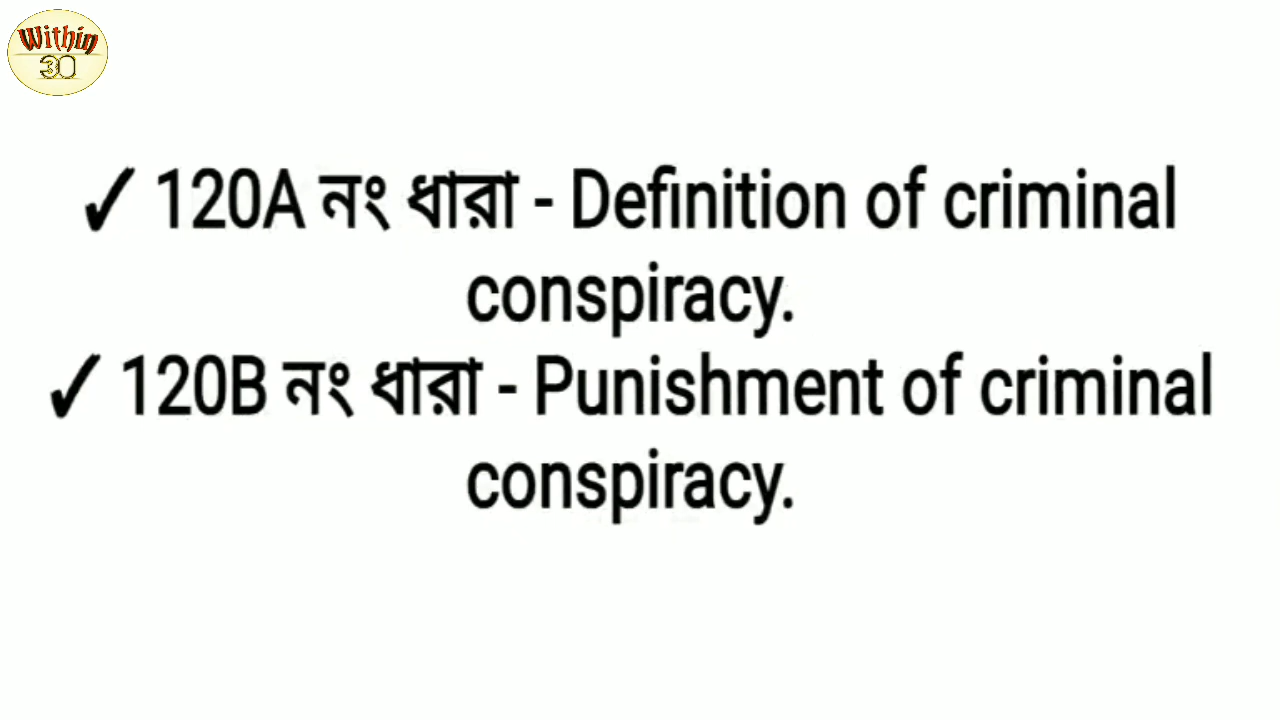 Within
30
✓ 120A নং ধারা - Definition of criminal
conspiracy.
✓ 120B নং ধারা - Punishment of criminal
conspiracy.